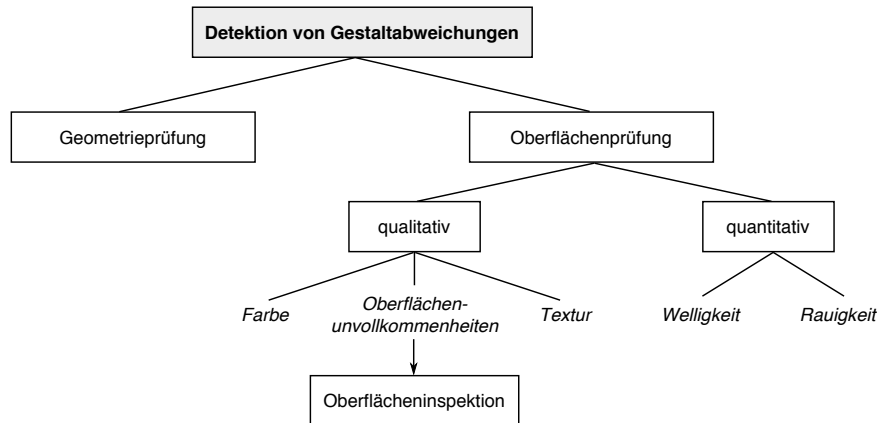 Detektion von Gestaltabweichungen
Geometrieprüfung
Oberflächenprüfung
qualitativ
quantitativ
Farbe
Oberflächen-
unvollkommenheiten
Textur
Welligkeit
Rauigkeit
Oberflächeninspektion